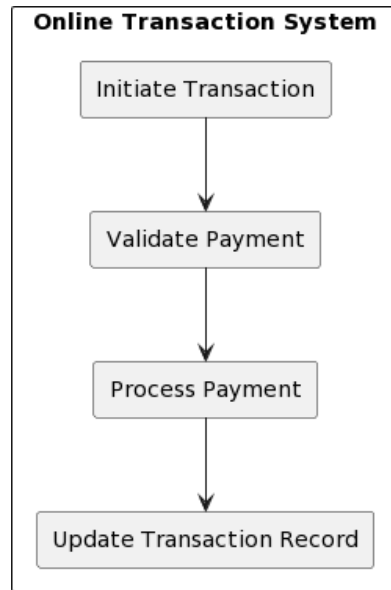 Online Transaction System
Initiate Transaction
Validate Payment
Process Payment
Update Transaction Record